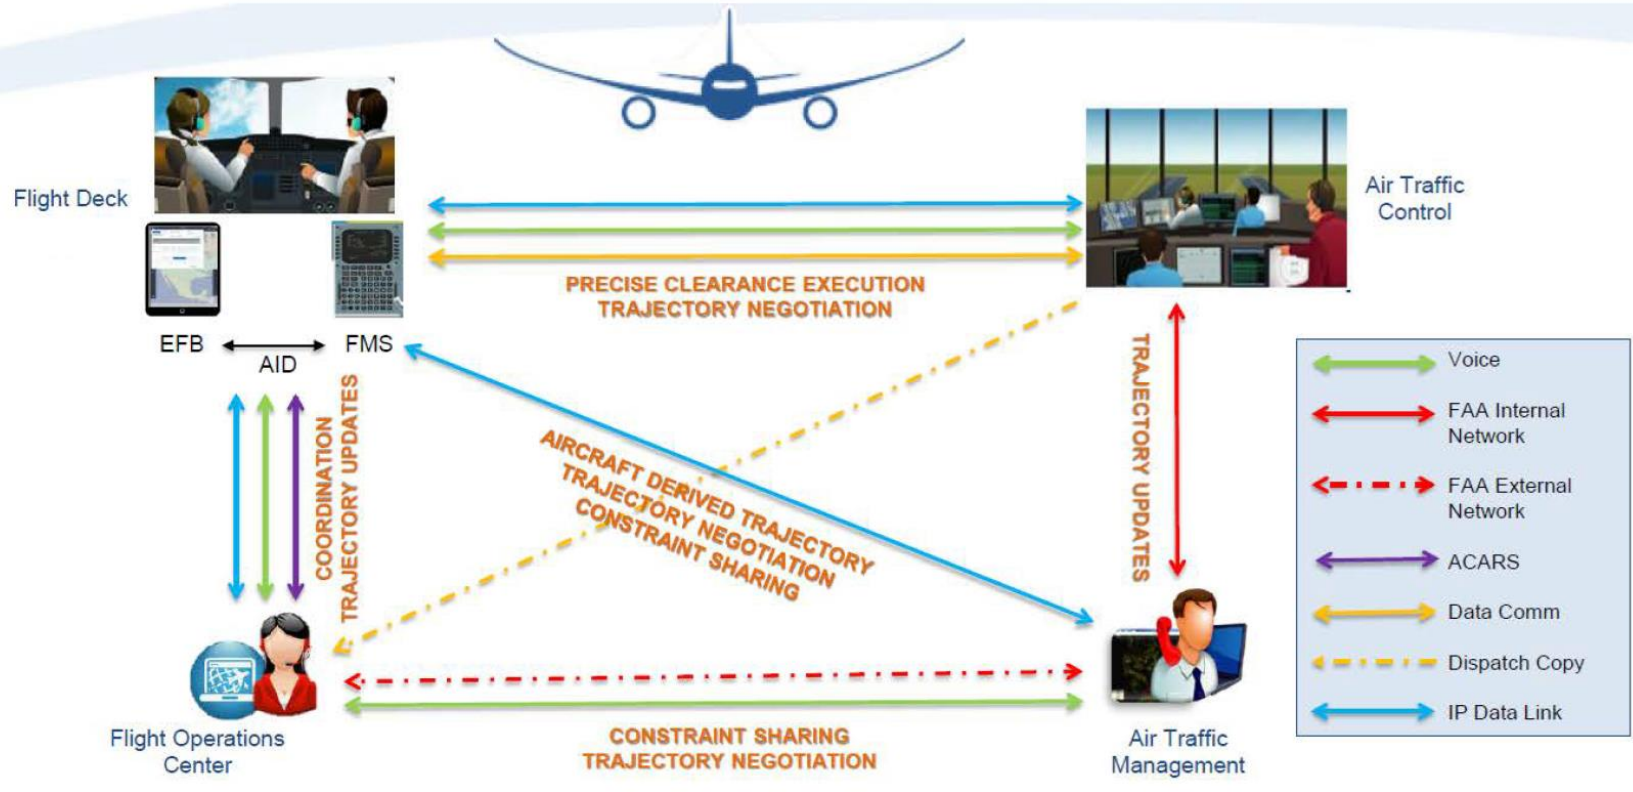 Flight Deck
Air Traffic
Control
PRECISE CLEARANCE EXECUTION
TRAJECTORY NEGOTIATION
EFB
AID
FMS
COORDINATION
TRAJECTORY UPDATES
AIRCRAFT DERIVED TRAJECTORY
TRAJECTORY NEGOTIATION
CONSTRAINT SHARING
TRAJECTORY UPDATES
Voice
FAA Internal
Network
FAA External
Network
ACARS
Data Comm
Dispatch Copy
IP Data Link
Flight Operations
Center
CONSTRAINT SHARING
TRAJECTORY NEGOTIATION
Air Traffic
Management